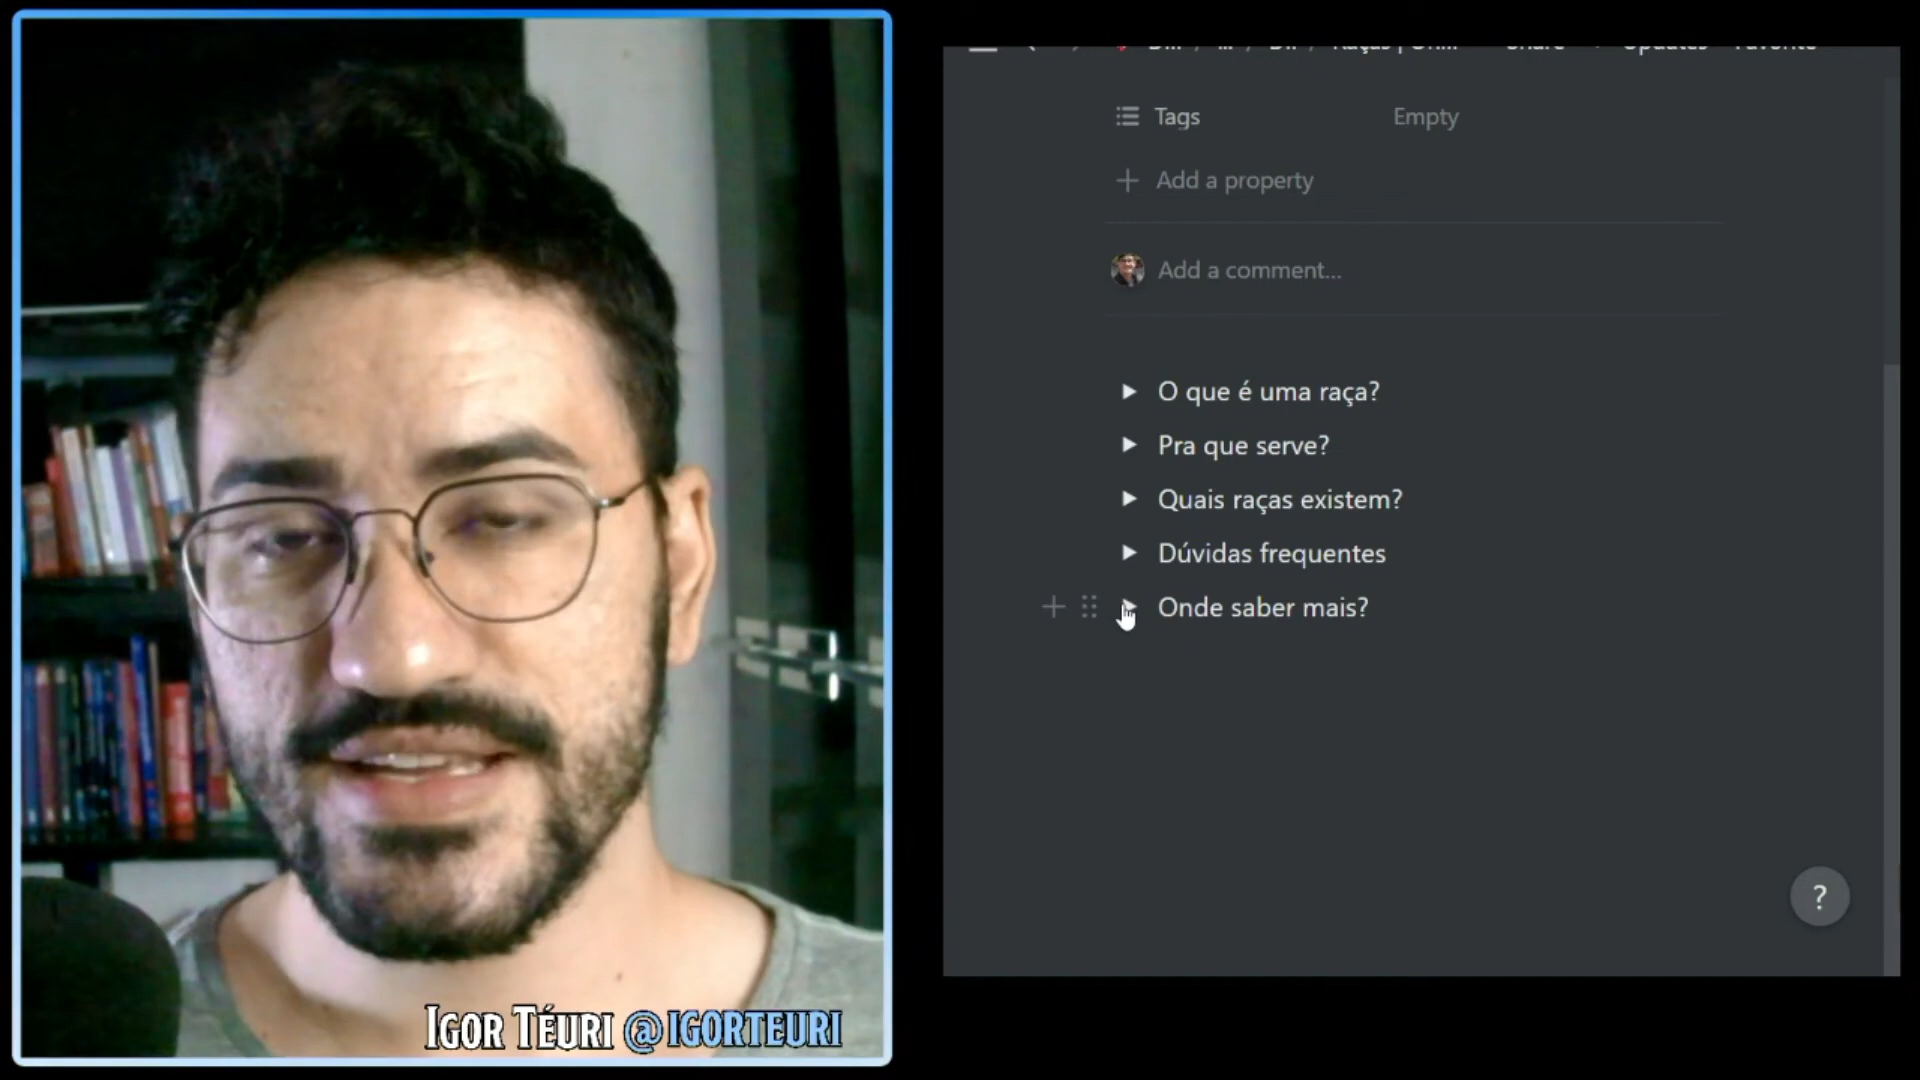 Tags Empty
Add a property
Add a comment...
O que é uma raça?
Pra que serve?
Quais raças existem?
Dúvidas frequentes
Onde saber mais?
?
IGOR TÉURI @IGORTEURI